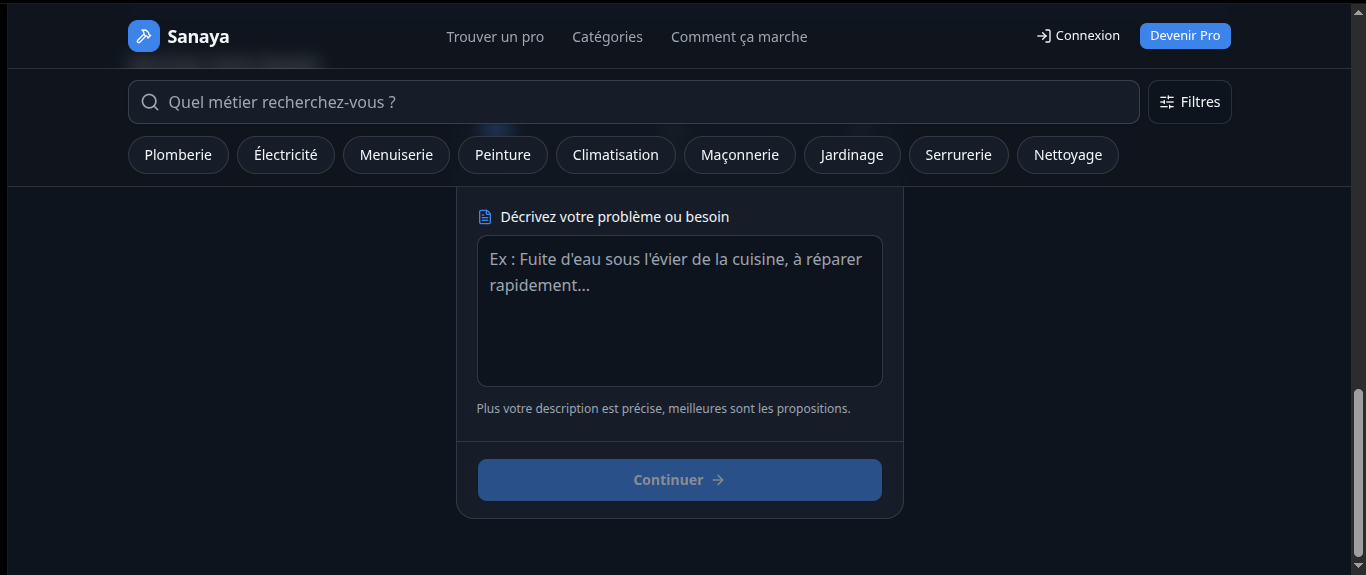 Sanaya
Trouver un pro
Catégories
Comment ça marche
Connexion
Devenir Pro
Quel métier recherchez-vous ?
Filtres
Plomberie
Électricité
Menuiserie
Peinture
Climatisation
Maçonnerie
Jardinage
Serrurerie
Nettoyage
Décrivez votre problème ou besoin
Ex : Fuite d'eau sous l'évier de la cuisine, à réparer
rapidement...
Plus votre description est précise, meilleures sont les propositions.
Continuer